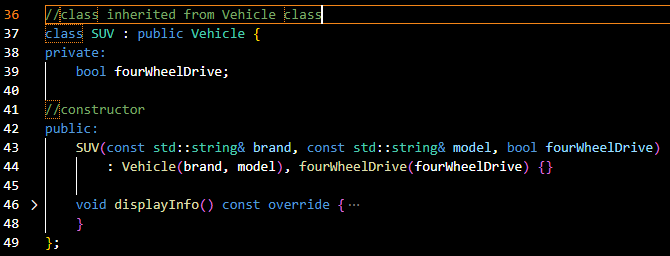 36 //class inherited from Vehicle class
37 class SUV : public Vehicle {
38 private:
39     bool fourWheelDrive;
40
41 //constructor
42 public:
43     SUV(const std::string& brand, const std::string& model, bool fourWheelDrive)
44         : Vehicle(brand, model), fourWheelDrive(fourWheelDrive) {}
45
46 >     void displayInfo() const override { ···
48     }
49 };